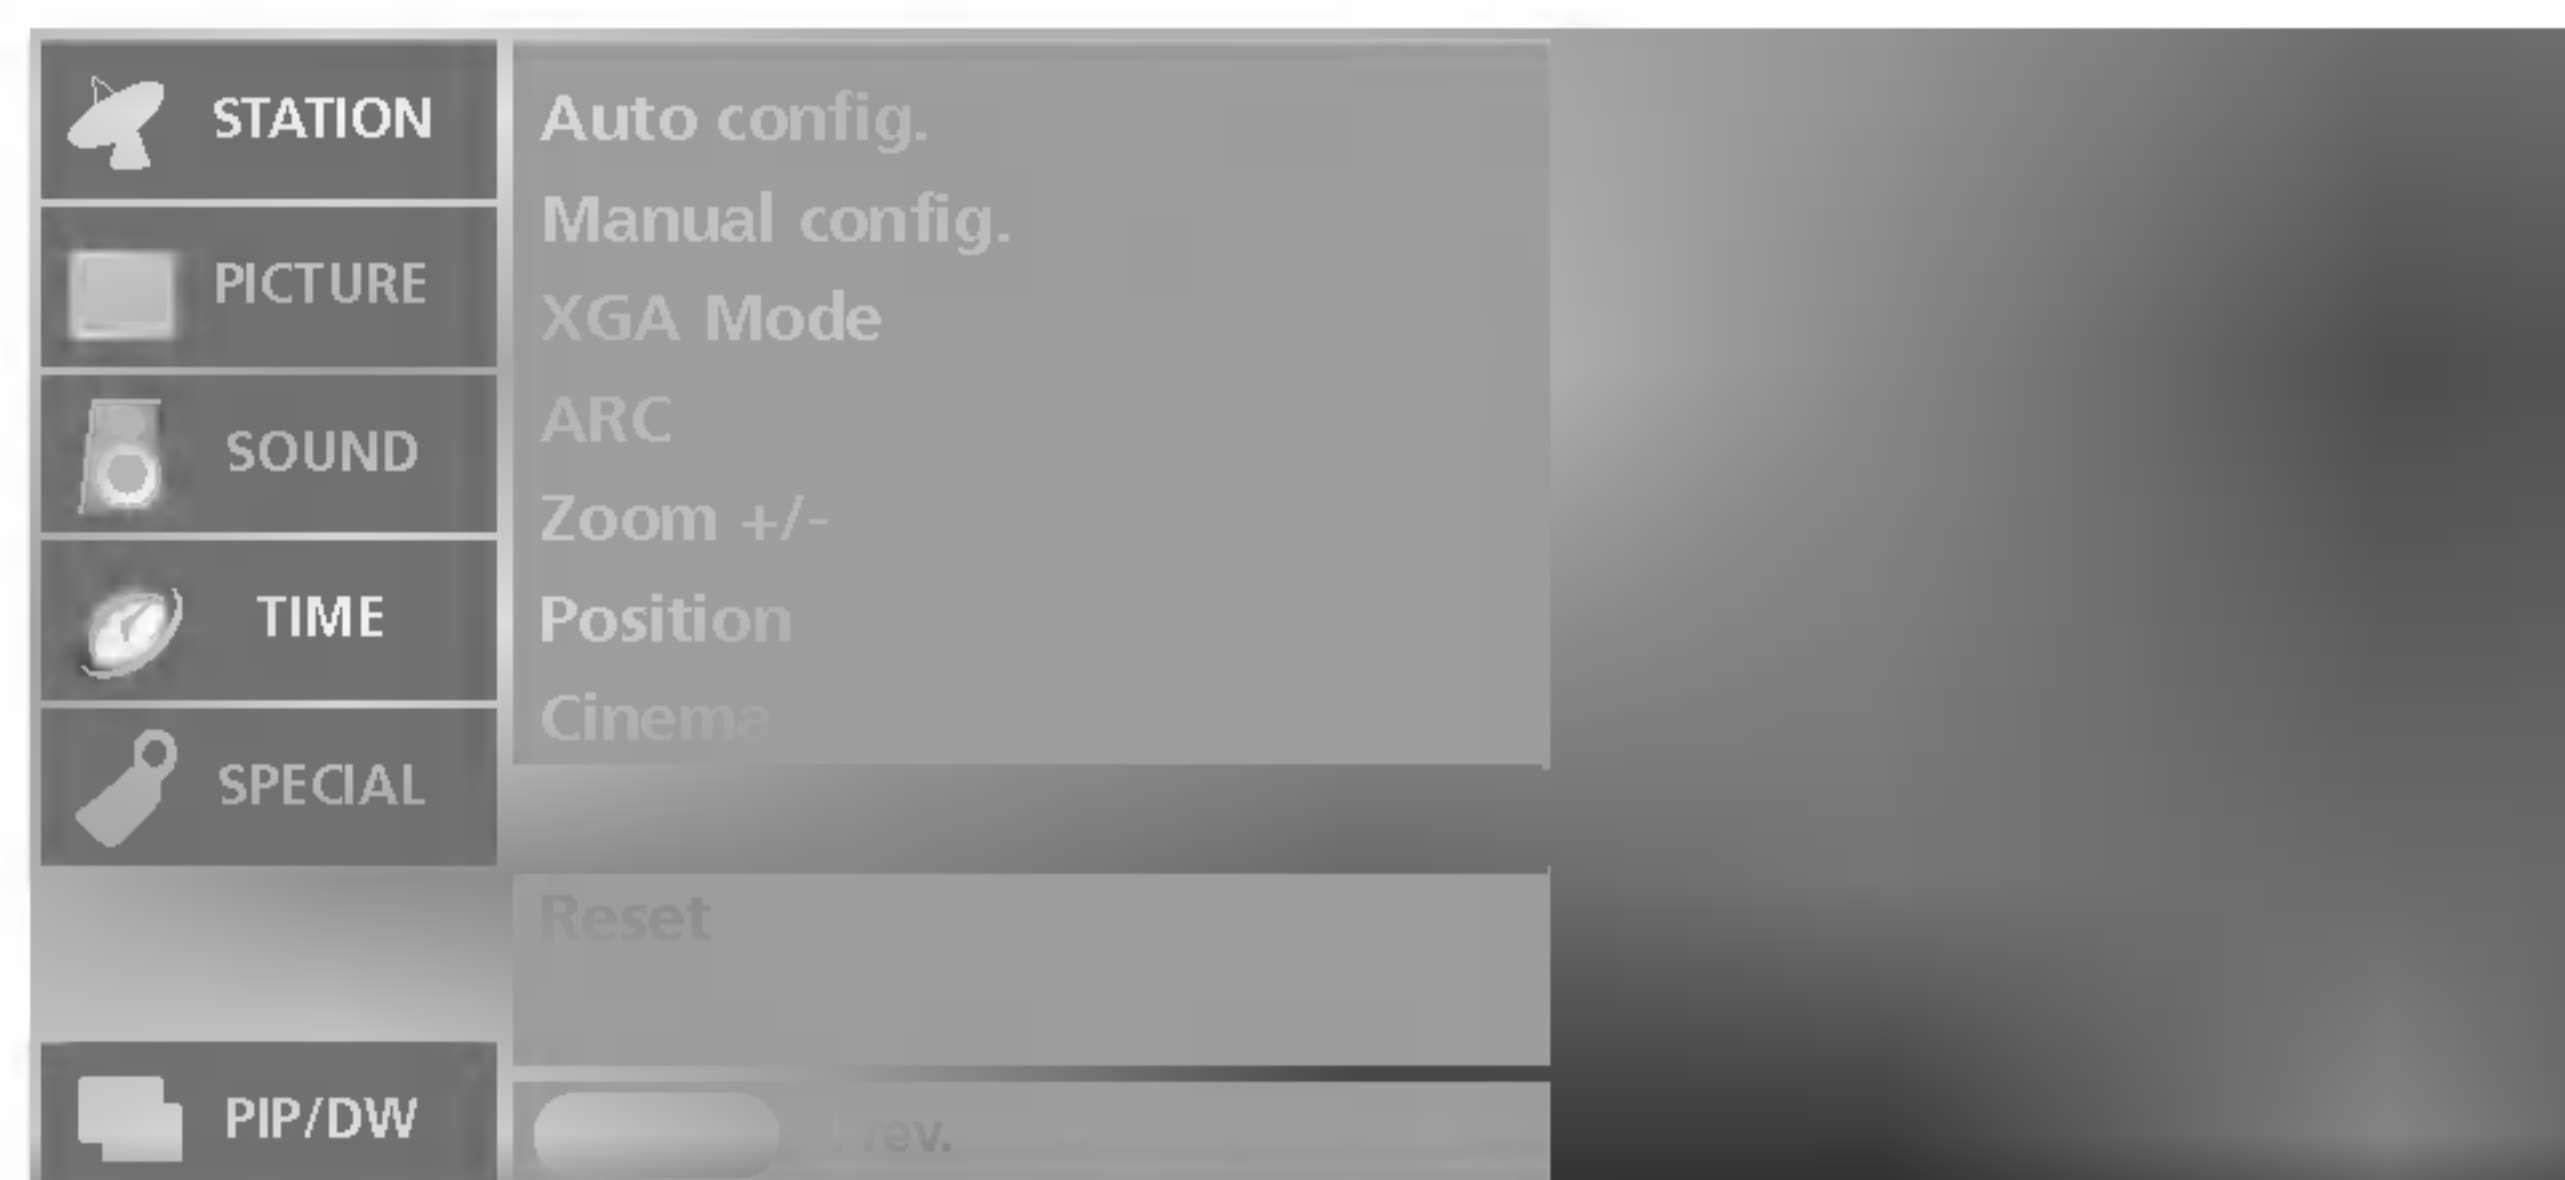 STATION
PICTURE
SOUND
TIME
SPECIAL
PIP/DW
Auto config.
Manual config.
XGA Mode
ARC
Zoom +/-
Position
Cinema
Reset
Prev.